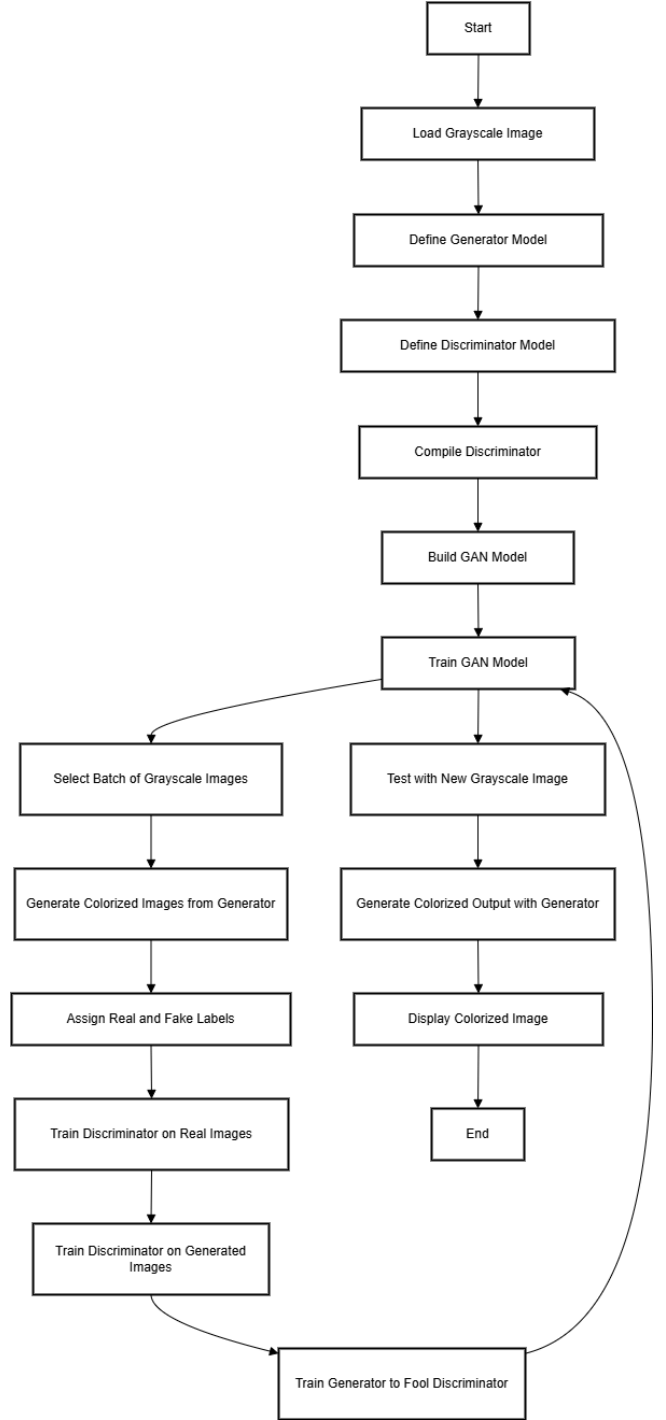 Start
Load Grayscale Image
Define Generator Model
Define Discriminator Model
Compile Discriminator
Build GAN Model
Train GAN Model
Select Batch of Grayscale Images
Test with New Grayscale Image
Generate Colorized Images from Generator
Generate Colorized Output with Generator
Assign Real and Fake Labels
Display Colorized Image
Train Discriminator on Real Images
End
Train Discriminator on Generated
Images
Train Generator to Fool Discriminator